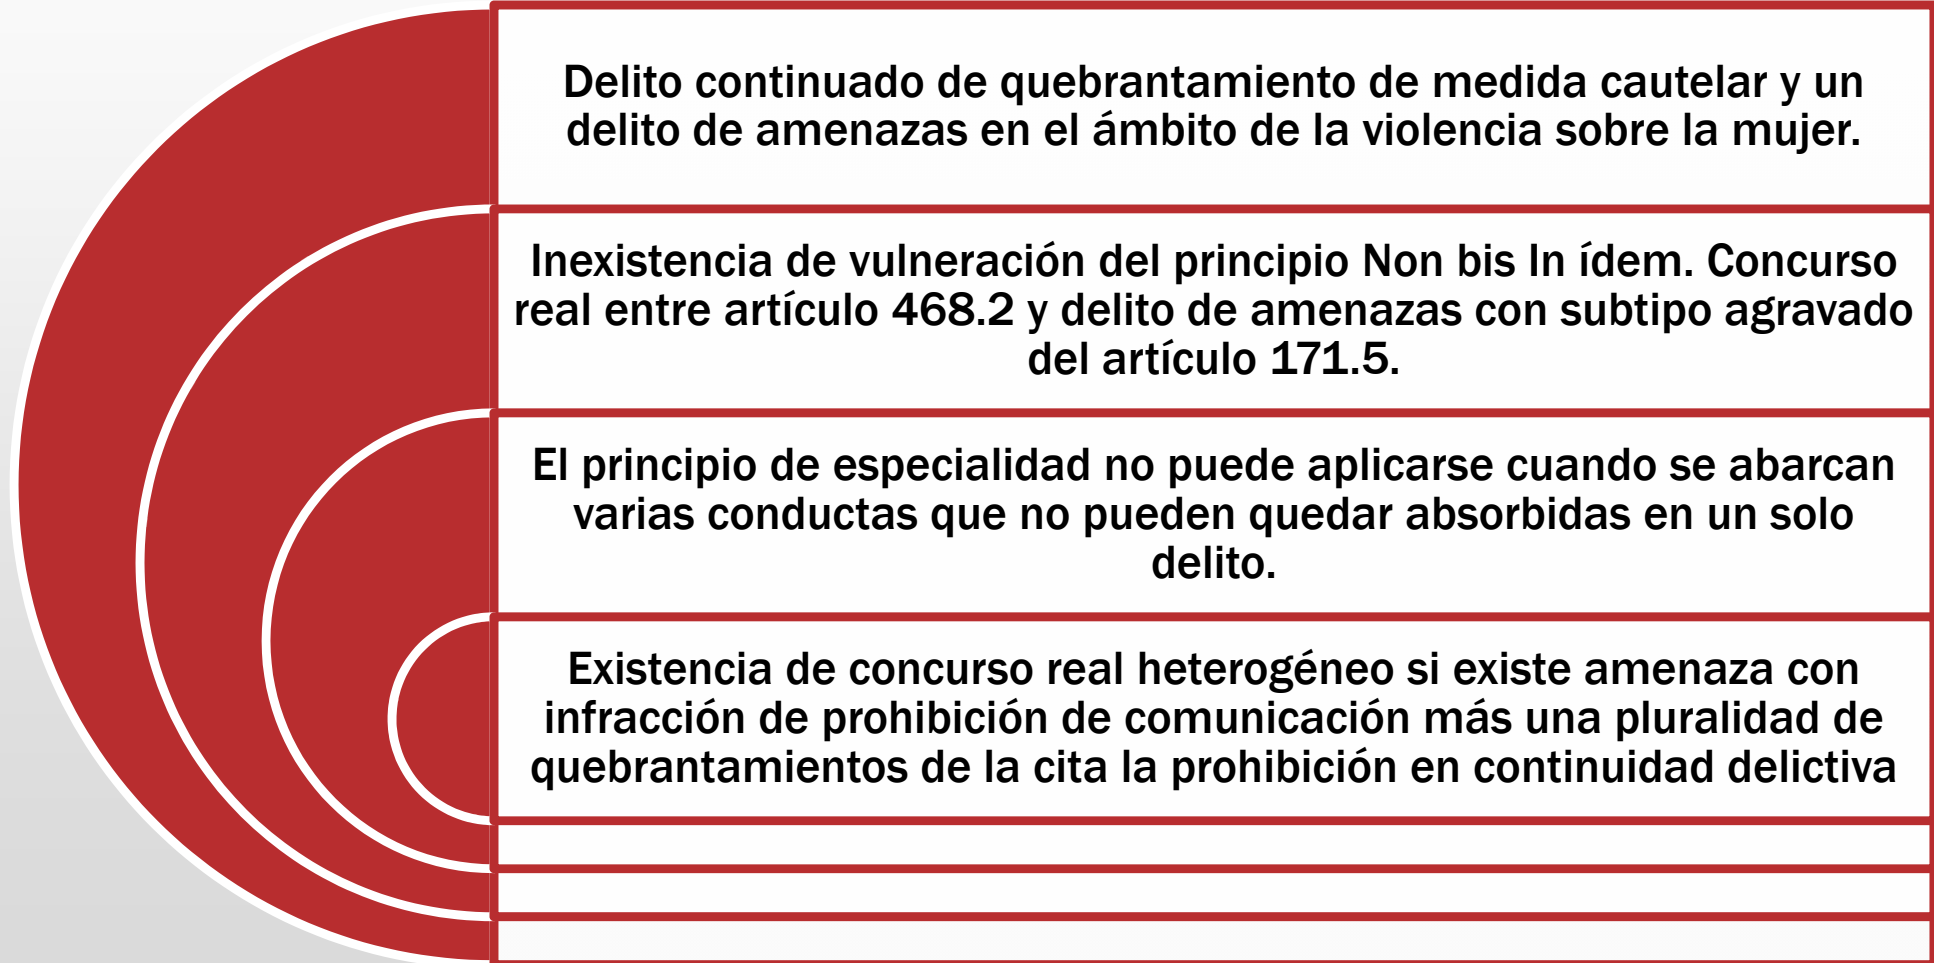 Delito continuado de quebrantamiento de medida cautelar y un
delito de amenazas en el ámbito de la violencia sobre la mujer.
Inexistencia de vulneración del principio Non bis In ídem. Concurso
real entre artículo 468.2 y delito de amenazas con subtipo agravado
del artículo 171.5.
El principio de especialidad no puede aplicarse cuando se abarcan
varias conductas que no pueden quedar absorbidas en un solo
delito.
Existencia de concurso real heterogéneo si existe amenaza con
infracción de prohibición de comunicación más una pluralidad de
quebrantamientos de la cita la prohibición en continuidad delictiva